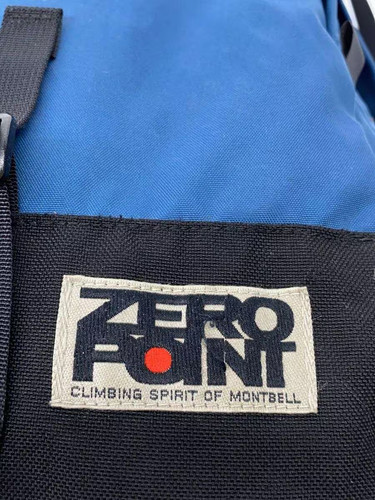 ZERO
POINT
CLIMBING SPIRIT OF MONTBELL